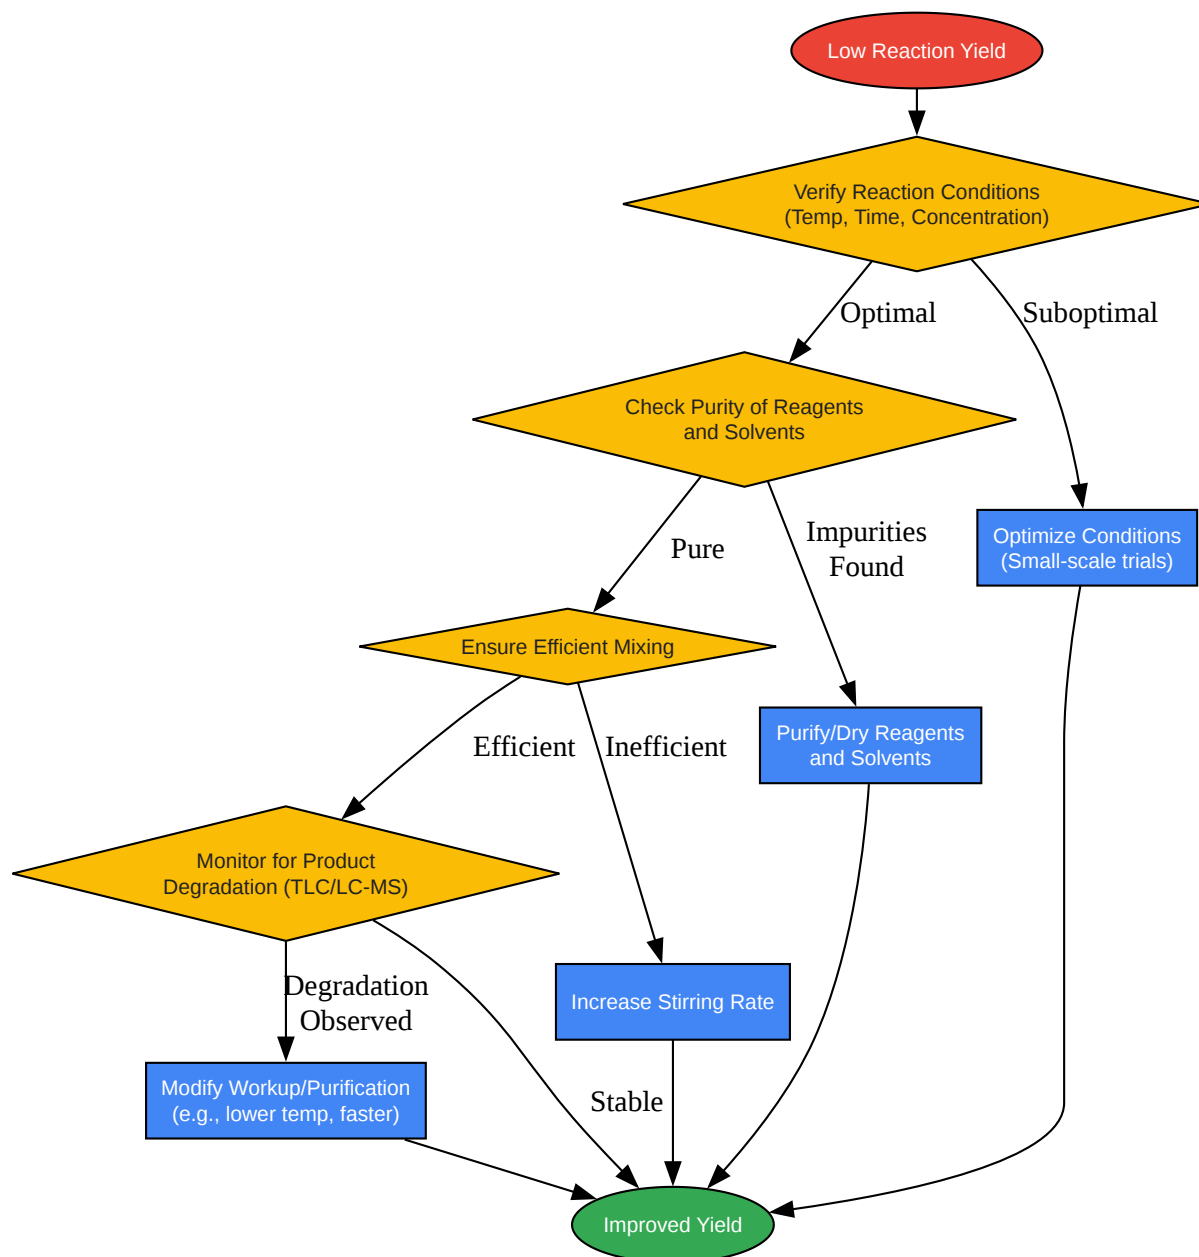 Low Reaction Yield
Verify Reaction Conditions
(Temp, Time, Concentration)
Optimal
Suboptimal
Check Purity of Reagents
and Solvents
Pure
Impurities
Found
Optimize Conditions
(Small-scale trials)
Ensure Efficient Mixing
Efficient
Inefficient
Purify/Dry Reagents
and Solvents
Monitor for Product
Degradation (TLC/LC-MS)
Degradation
Observed
Increase Stirring Rate
Modify Workup/Purification
(e.g., lower temp, faster)
Stable
Improved Yield